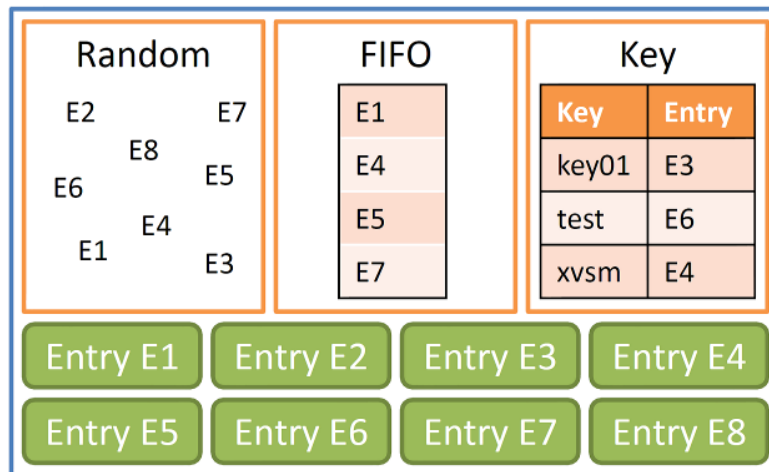 Random
E2
E7
E8
E5
E6
E4
E1
E3
FIFO
E1
E4
E5
E7
Key
Key Entry
key01 E3
test E6
xvsm E4
Entry E1 Entry E2 Entry E3 Entry E4
Entry E5 Entry E6 Entry E7 Entry E8